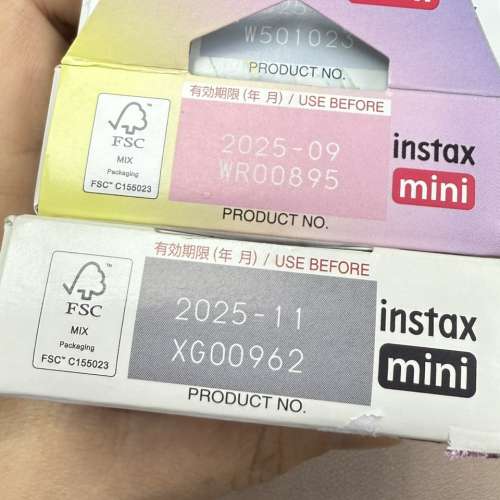 W501023
PRODUCT NO.
有効期限(年 月) / USE BEFORE
FSC
MIX
Packaging
FSC™ C155023
2025-09
WR00895
instax
mini
PRODUCT NO.
有効期限(年 月) / USE BEFORE
FSC
MIX
Packaging
FSC™ C155023
2025-11
XG00962
instax
mini
PRODUCT NO.